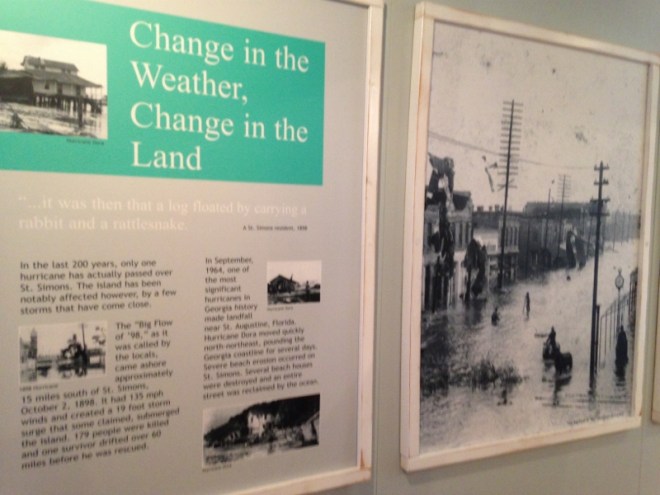 Change in the
Weather,
Change in the
Land
Hurricane Dora
"...it was then that a log floated by carrying a
rabbit and a rattlesnake.
a St. Simons resident, 1898
In the last 200 years, only one
hurricane has actually passed over
St. Simons. The Island has been
notably affected however, by a few
storms that have come close.
The "Big Flow
of '98," as it
was called by
the locals,
came ashore
approximately
15 miles south of St. Simons,
October 2, 1898. It had 135 mph
winds and created a 19 foot storm
surge that some claimed, submerged
the Island. 179 people were killed
and one survivor drifted over 60
miles before he was rescued.
1898 Hurricane
In September,
1964, one of
the most
significant
hurricanes in
Georgia history
made landfall
near St. Augustine, Florida.
Hurricane Dora moved quickly
north-northeast, pounding the
Georgia coastline for several days.
Severe beach erosion occurred on
St. Simons. Several beach houses
were destroyed and an entire
street was reclaimed by the ocean.
Hurricane Dora
Hurricane Dora